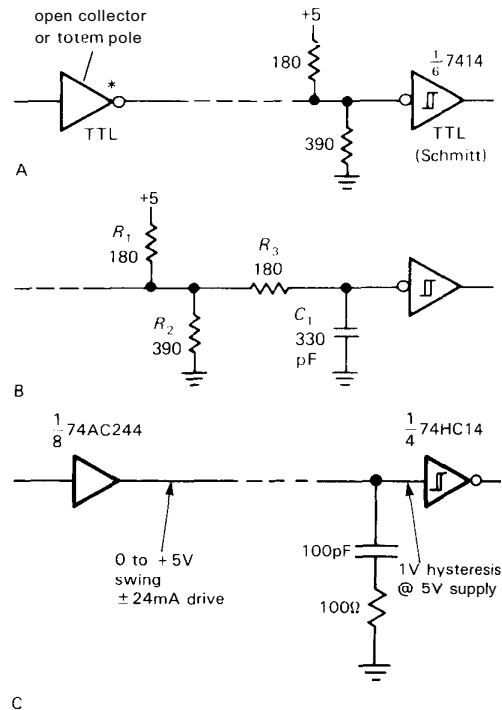 open collector
or totem pole
*
TTL
+5
180
390
1/6 7414
TTL
(Schmitt)
A
+5
R1
180
R2
390
R3
180
C1
330
pF
B
1/8 74AC244
1/4 74HC14
0 to +5V
swing
±24mA drive
100pF
100Ω
1V hysteresis
@ 5V supply
C